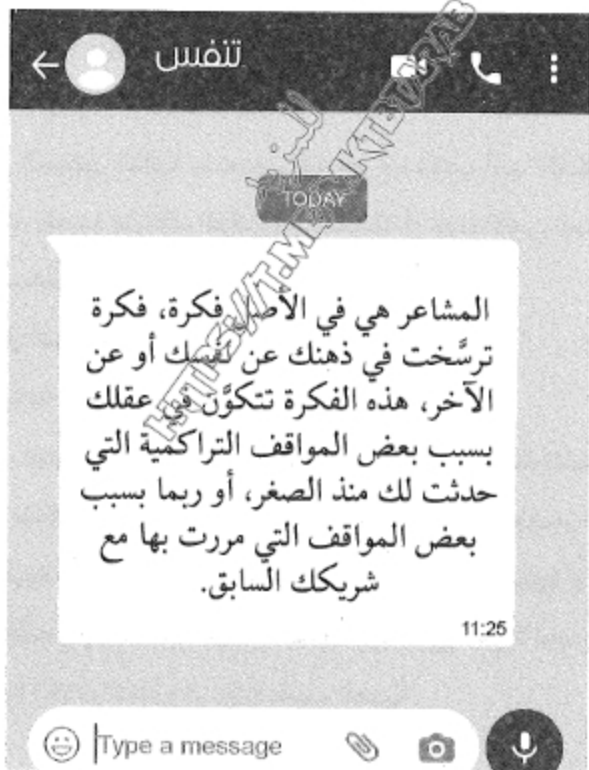 تنفس
TODAY
المشاعر هي في الأصل فكرة، فكرة
ترسَّخت في ذهنك عن نفسك أو عن
الآخر، هذه الفكرة تتكوَّن في عقلك
بسبب بعض المواقف التراكمية التي
حدثت لك منذ الصغر، أو ربما بسبب
بعض المواقف التي مررت بها مع
شريكك السابق.
11:25
Type a message